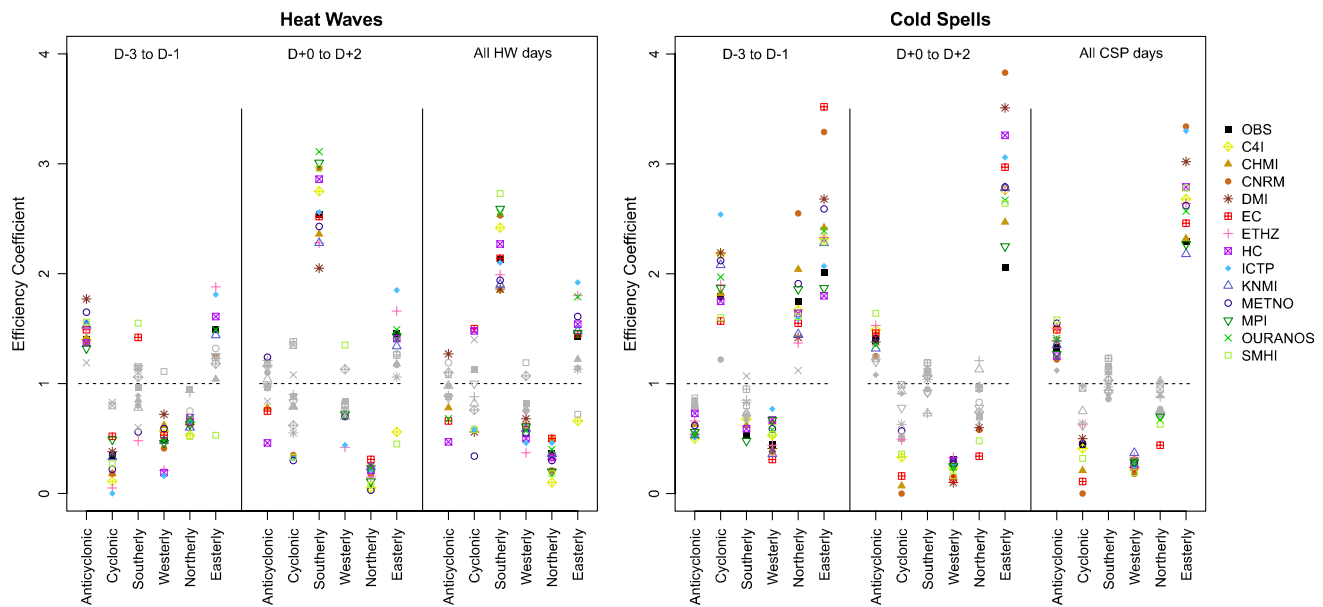 Heat Waves
Cold Spells
Efficiency Coefficient
4
3
2
1
0
D-3 to D-1
D+0 to D+2
All HW days
Anticyclonic
Cyclonic
Southerly
Westerly
Northerly
Easterly
Anticyclonic
Cyclonic
Southerly
Westerly
Northerly
Easterly
Anticyclonic
Cyclonic
Southerly
Westerly
Northerly
Easterly
Efficiency Coefficient
4
3
2
1
0
D-3 to D-1
D+0 to D+2
All CSP days
Anticyclonic
Cyclonic
Southerly
Westerly
Northerly
Easterly
Anticyclonic
Cyclonic
Southerly
Westerly
Northerly
Easterly
Anticyclonic
Cyclonic
Southerly
Westerly
Northerly
Easterly
OBS
C4I
CHMI
CNRM
DMI
EC
ETHZ
HC
ICTP
KNMI
METNO
MPI
OURANOS
SMHI